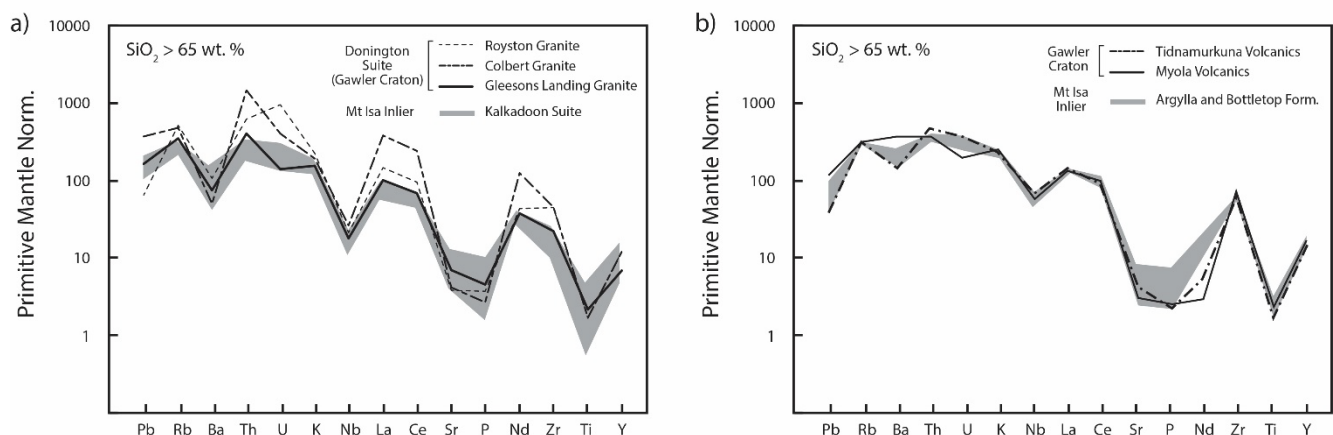 a)
SiO2 > 65 wt. %
Donington
Suite
(Gawler Craton)
Royston Granite
Colbert Granite
Gleesons Landing Granite
Mt Isa Inlier
Kalkadoon Suite
Primitive Mantle Norm.
10000
1000
100
10
1
Pb Rb Ba Th U K Nb La Ce Sr P Nd Zr Ti Y
b)
SiO2 > 65 wt. %
Gawler
Craton
Tidnamurkuna Volcanics
Myola Volcanics
Mt Isa
Inlier
Argylla and Bottletop Form.
Primitive Mantle Norm.
10000
1000
100
10
1
Pb Rb Ba Th U K Nb La Ce Sr P Nd Zr Ti Y